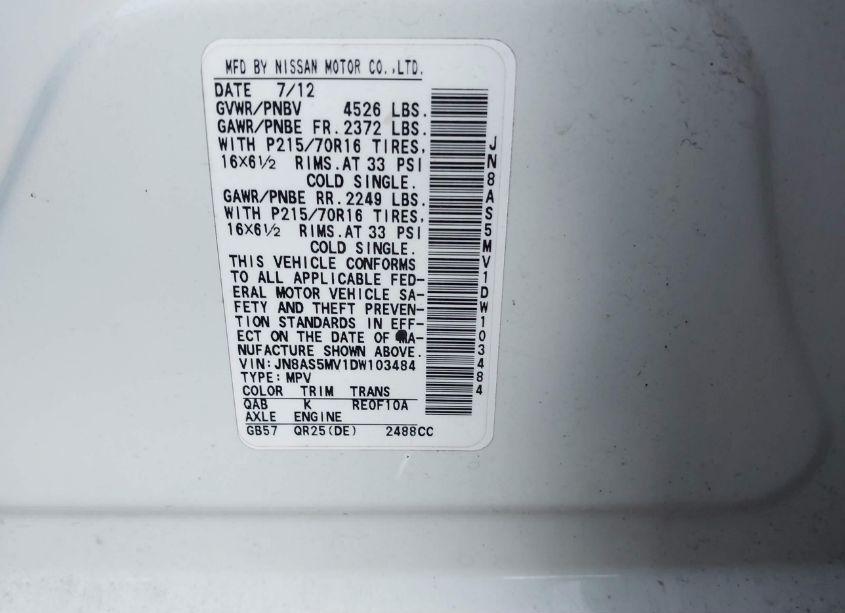 MFD BY NISSAN MOTOR CO.,LTD.
DATE 7/12
GVWR/PNBV 4526 LBS.
GAWR/PNBE FR. 2372 LBS.
WITH P215/70R16 TIRES,
16X6½ RIMS.AT 33 PSI
COLD SINGLE.
GAWR/PNBE RR. 2249 LBS.
WITH P215/70R16 TIRES,
16X6½ RIMS.AT 33 PSI
COLD SINGLE.
THIS VEHICLE CONFORMS
TO ALL APPLICABLE FED-
ERAL MOTOR VEHICLE SA-
FETY AND THEFT PREVEN-
TION STANDARDS IN EFF-
ECT ON THE DATE OF MA-
NUFACTURE SHOWN ABOVE.
VIN:JN8AS5MV1DW103484
TYPE:MPV
COLOR TRIM TRANS
QAB K RE0F10A
AXLE ENGINE
GB57 QR25(DE) 2488CC
JN8AS5MV1DW103484